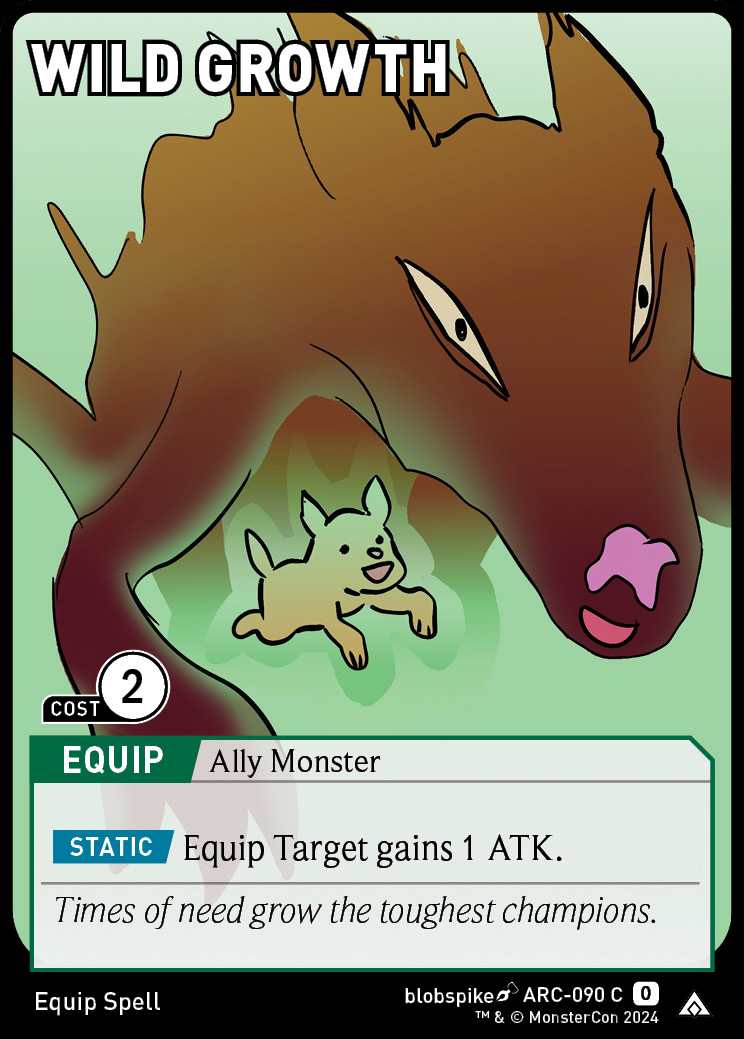 WILD GROWTH
COST 2
EQUIP Ally Monster
STATIC Equip Target gains 1 ATK.
Times of need grow the toughest champions.
Equip Spell
blobspike ARC-090 C 0
™ & © MonsterCon 2024